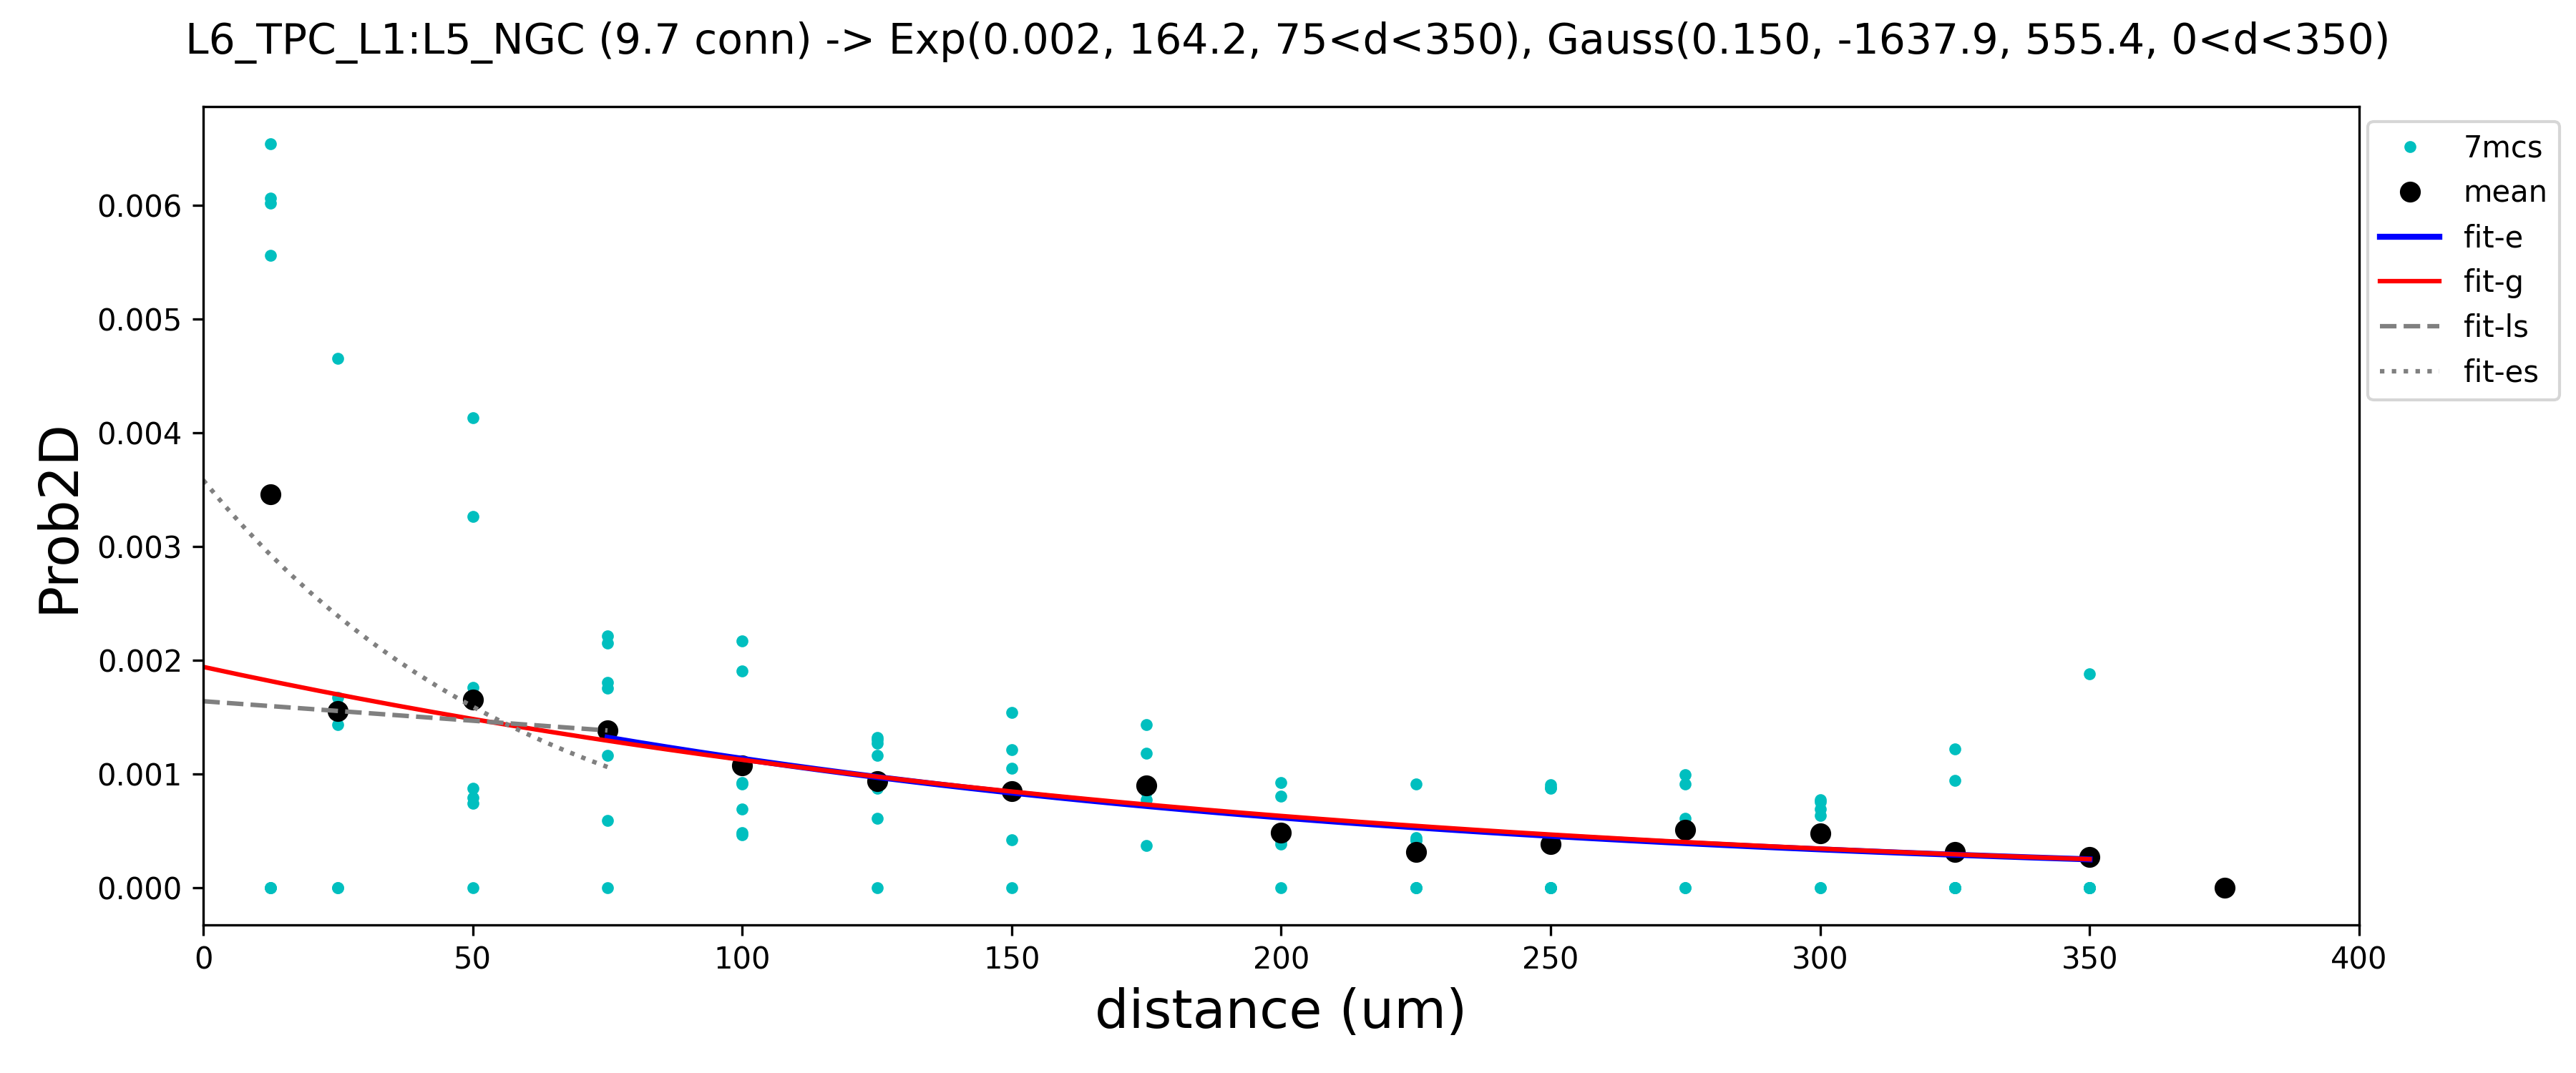 L6_TPC_L1:L5_NGC (9.7 conn) -> Exp(0.002, 164.2, 75<d<350), Gauss(0.150, -1637.9, 555.4, 0<d<350)
7mcs
mean
fit-e
fit-g
fit-ls
fit-es
Prob2D
0.006
0.005
0.004
0.003
0.002
0.001
0.000
0 50 100 150 200 250 300 350 400
distance (um)